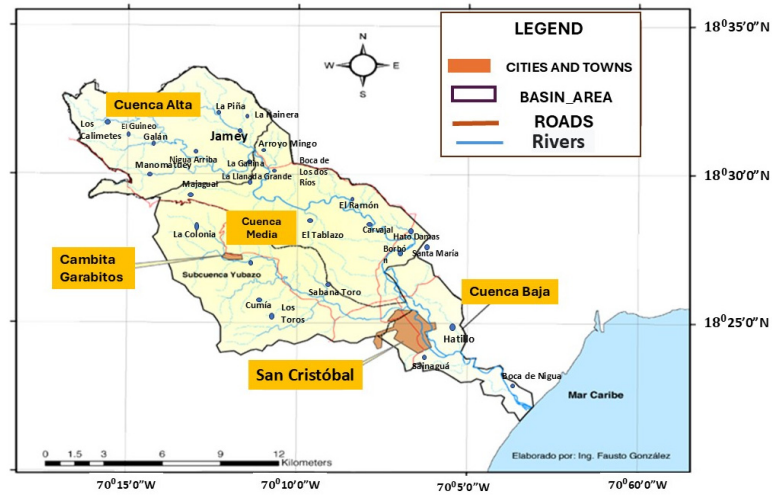 LEGEND
CITIES AND TOWNS
BASIN_AREA
ROADS
Rivers
N
W
E
S
18°35'0"N
18°30'0"N
18°25'0"N
Cuenca Alta
La Piña
La Nainera
Los
Calimetes
El Guineo
Galán
Jamey
Arroyo Mingo
Nigua Arriba
Manomatdey
La Gallina
Boca de
Los dos
Ríos
La Llanada Grande
Majagual
El Ramón
La Colonia
Cuenca
Media
El Tablazo
Carvajal
Hato Damas
Borbó
n
Santa María
Cambita
Garabitos
Subcuenca Yubazo
Sabana Toro
Cuenca Baja
Cumía
Los
Toros
Hatillo
San Cristóbal
Sainaguá
Boca de Nigua
Mar Caribe
Elaborado por: Ing. Fausto González
0 1.5 3 6 9 12
Kilometers
70°15'0"W
70°10'0"W
70°5'0"W
70°60'0"W